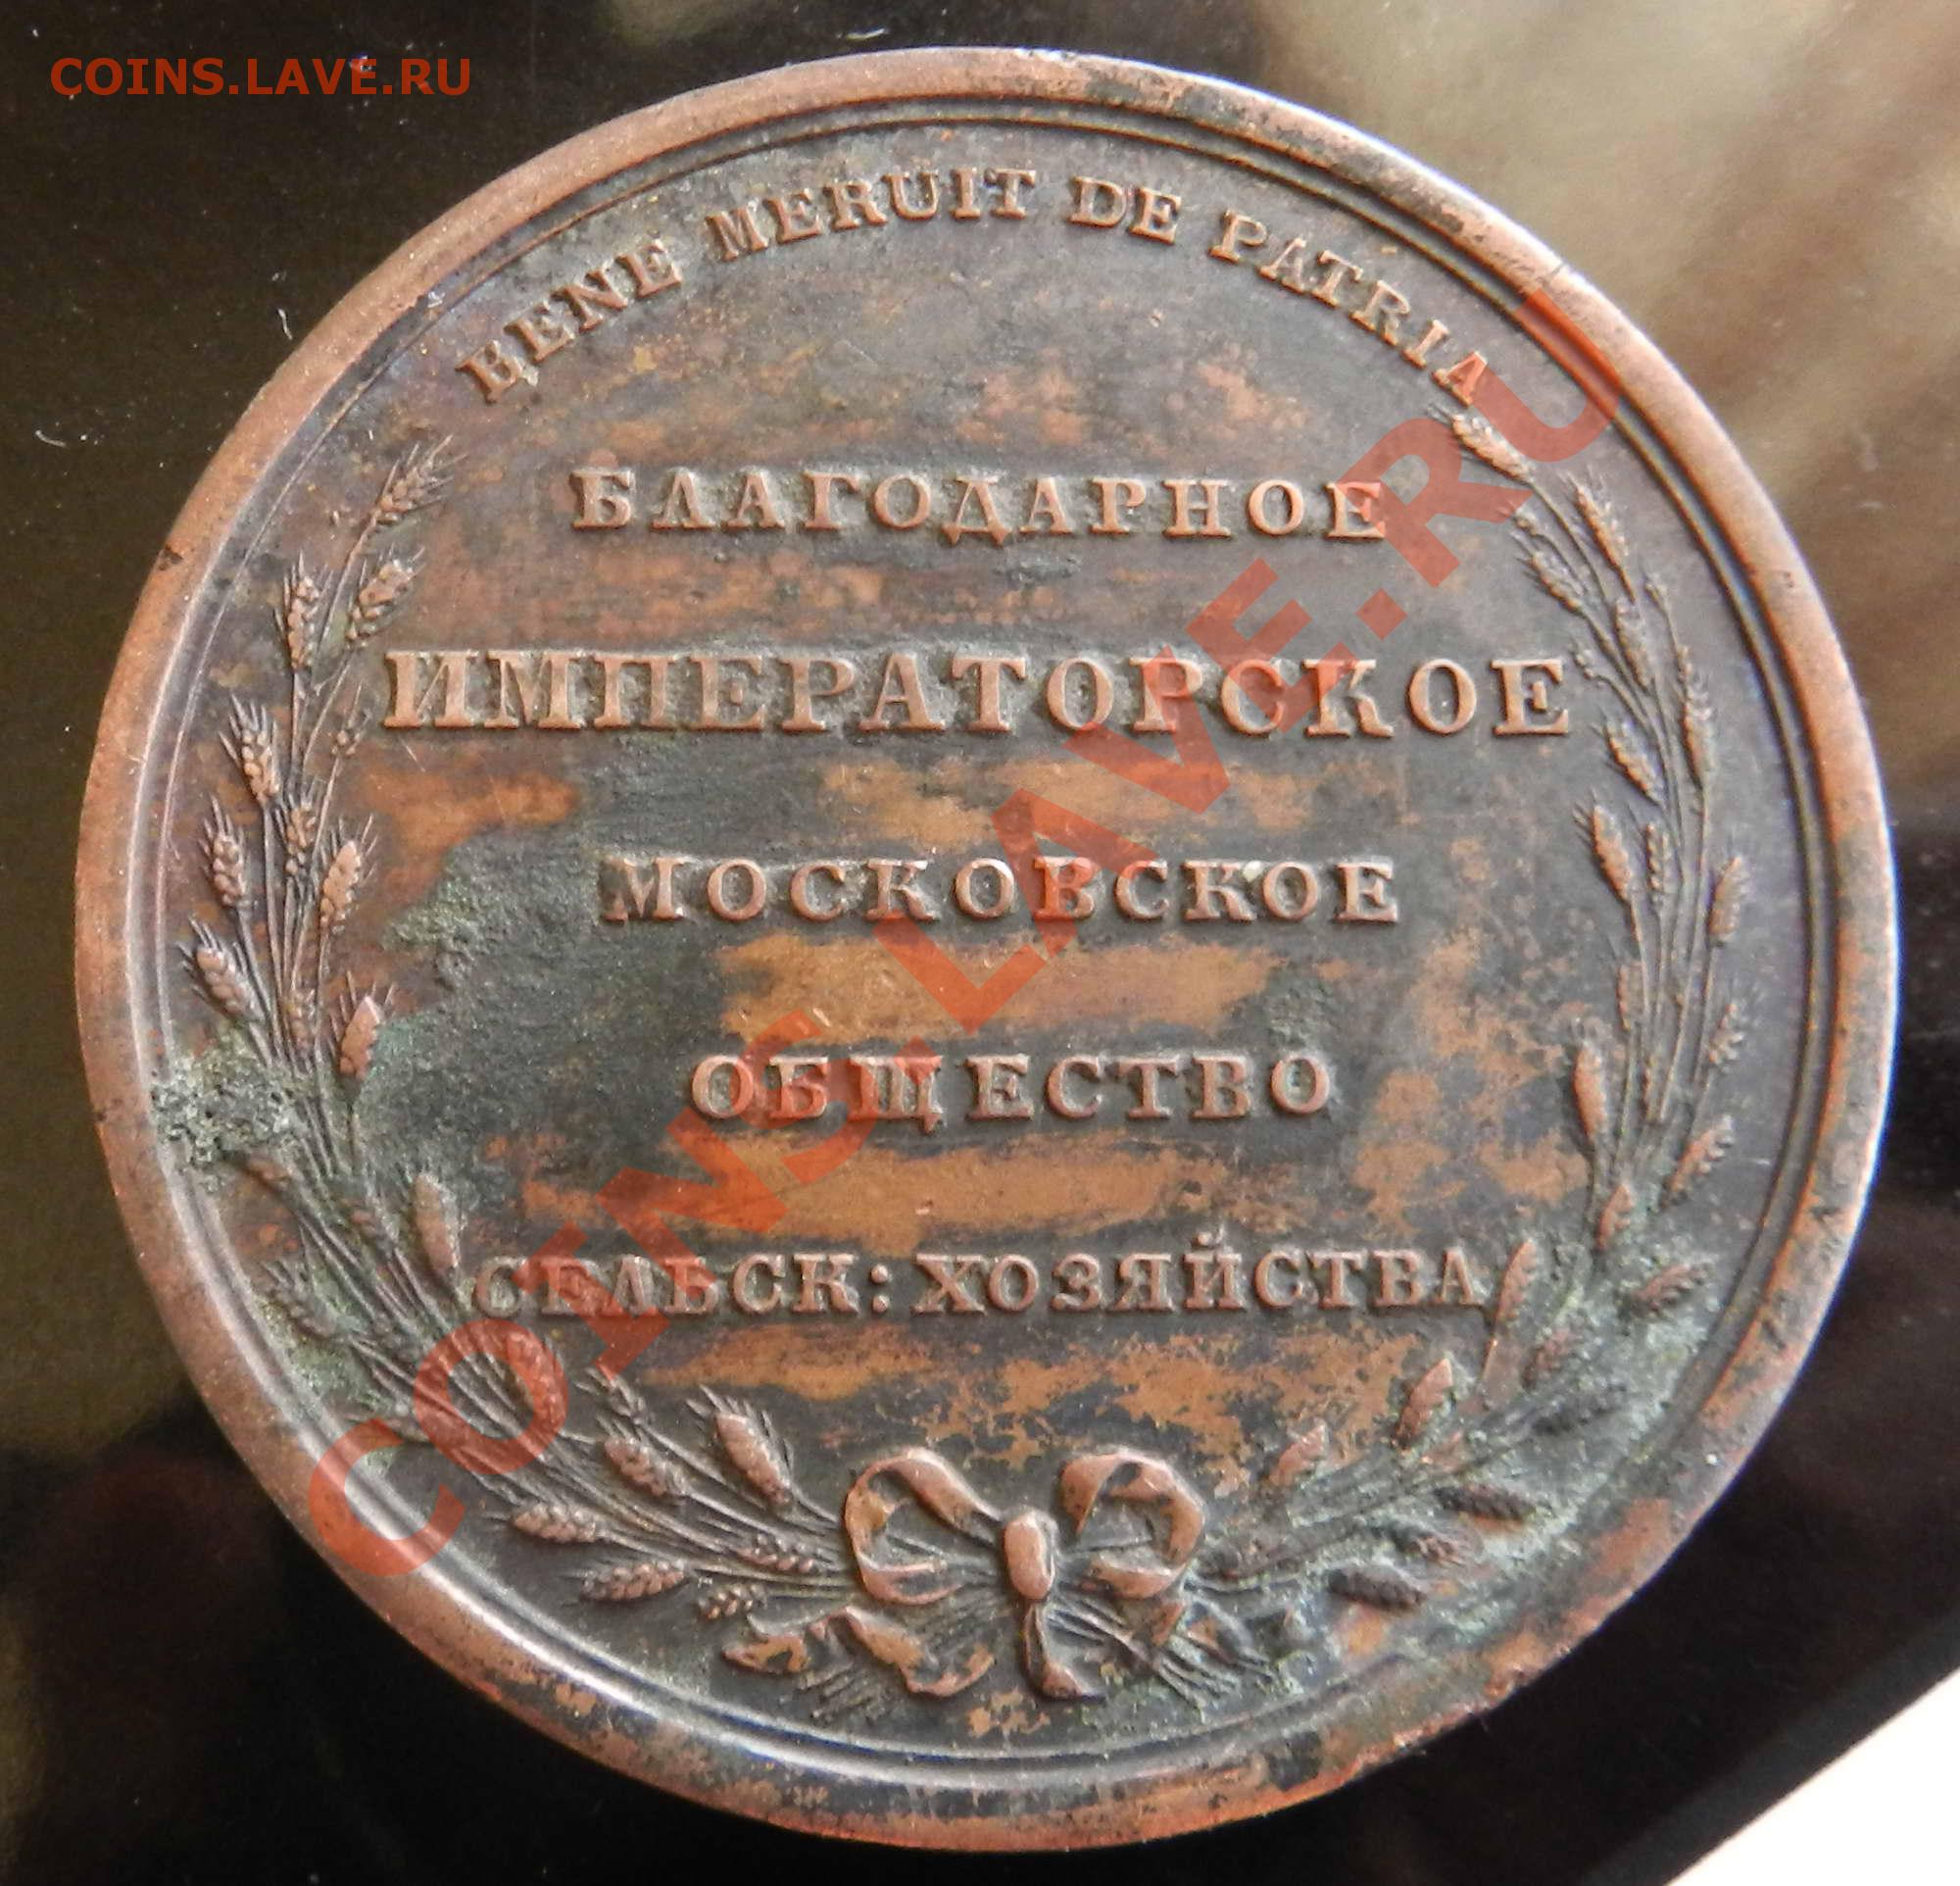 COINS.LAVE.RU
BENE MERUIT DE PATRIA
БЛАГОДАРНОЕ
ИМПЕРАТОРСКОЕ
МОСКОВСКОЕ
ОБЩЕСТВО
СЕЛЬСК: ХОЗЯЙСТВА
COINS.LAVE.RU